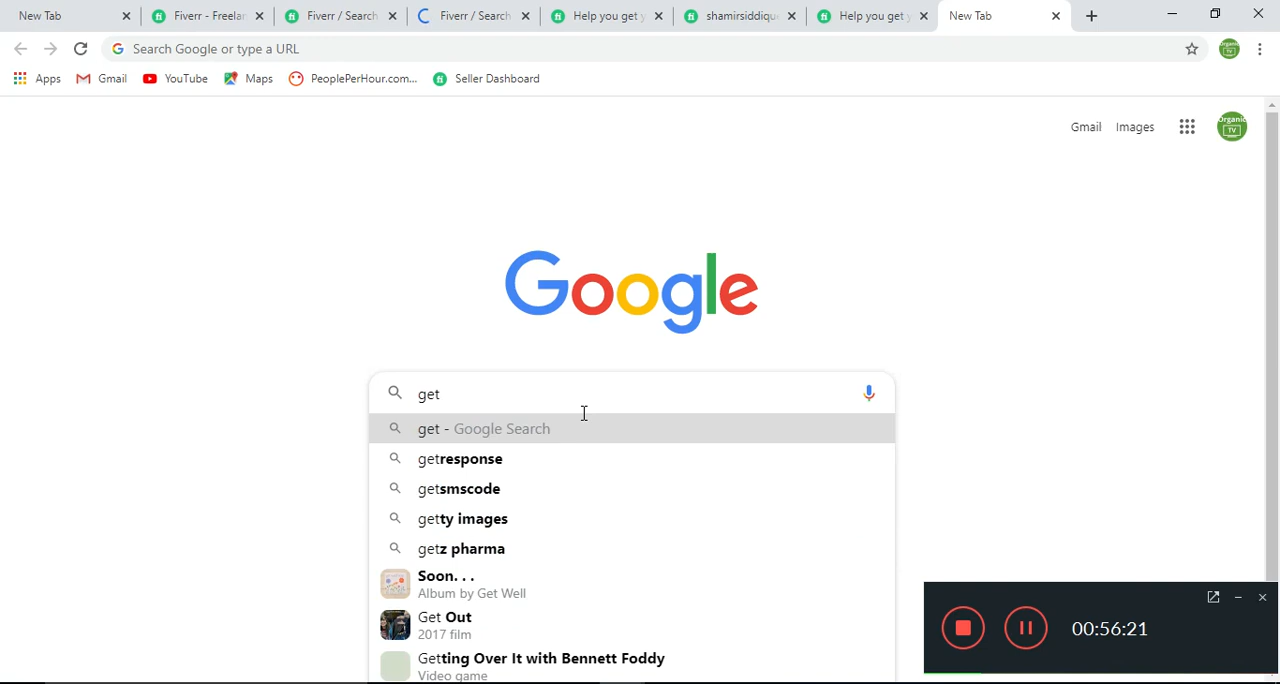 New Tab
Fiverr - Freelan
Fiverr / Search
Fiverr / Search
Help you get y
shamirsiddiqu
Help you get y
New Tab
Search Google or type a URL
Apps
Gmail
YouTube
Maps
PeoplePerHour.com...
Seller Dashboard
Gmail
Images
Organic
TV
Google
get
get - Google Search
getresponse
getsmscode
getty images
getz pharma
Soon. . .
Album by Get Well
Get Out
2017 film
Getting Over It with Bennett Foddy
Video game
00:56:21